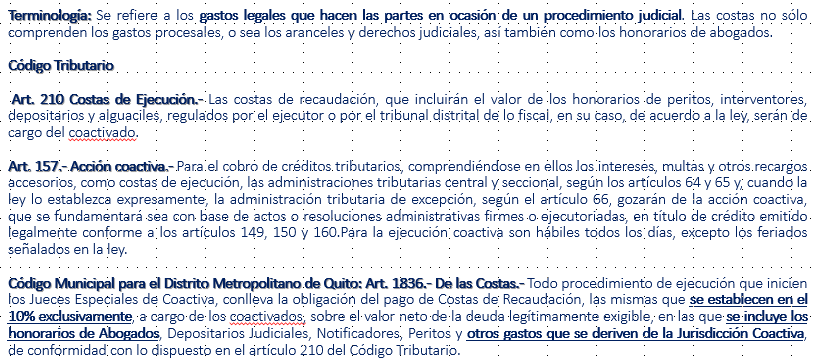 Terminología: Se refiere a los gastos legales que hacen las partes en ocasión de un procedimiento judicial. Las costas no sólo
comprenden los gastos procesales, o sea los aranceles y derechos judiciales, así también como los honorarios de abogados.
Código Tributario
Art. 210 Costas de Ejecución.- Las costas de recaudación, que incluirán el valor de los honorarios de peritos, interventores,
depositarios y alguaciles, regulados por el ejecutor o por el tribunal distrital de lo fiscal, en su caso, de acuerdo a la ley, serán de
cargo del coactivado.
Art. 157.- Acción coactiva.- Para el cobro de créditos tributarios, comprendiéndose en ellos los intereses, multas y otros recargos
accesorios, como costas de ejecución, las administraciones tributarias central y seccional, según los artículos 64 y 65 y, cuando la
ley lo establezca expresamente, la administración tributaria de excepción, según el artículo 66, gozarán de la acción coactiva,
que se fundamentará sea con base de actos o resoluciones administrativas firmes o ejecutoriadas, en título de crédito emitido
legalmente conforme a los artículos 149, 150 y 160.Para la ejecución coactiva son hábiles todos los días, excepto los feriados
señalados en la ley.
Código Municipal para el Distrito Metropolitano de Quito: Art. 1836.- De las Costas.- Todo procedimiento de ejecución que inicien
los Jueces Especiales de Coactiva, conlleva la obligación del pago de Costas de Recaudación, las mismas que se establecen en el
10% exclusivamente, a cargo de los coactivados, sobre el valor neto de la deuda legítimamente exigible, en las que se incluye los
honorarios de Abogados, Depositarios Judiciales, Notificadores, Peritos y otros gastos que se deriven de la Jurisdicción Coactiva,
de conformidad con lo dispuesto en el artículo 210 del Código Tributario.